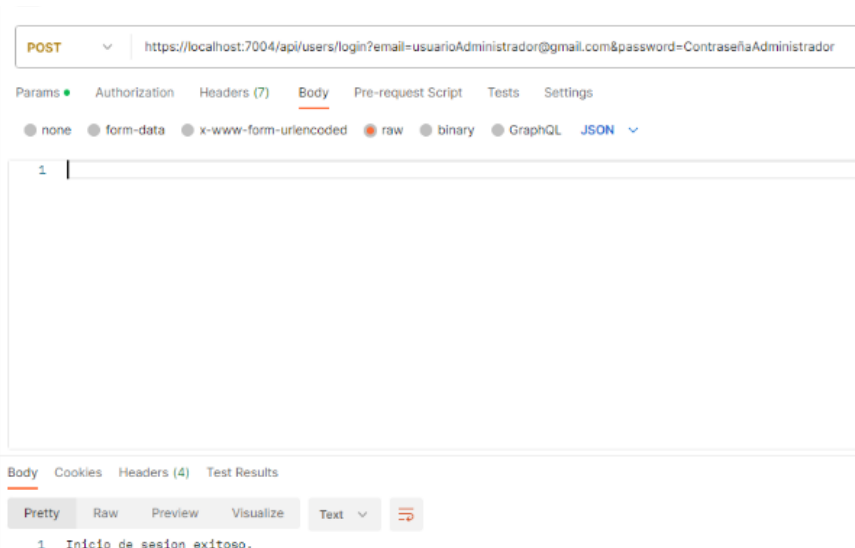 POST https://localhost:7004/api/users/login?email=usuarioAdministrador@gmail.com&password=ContraseñaAdministrador
Params Authorization Headers (7) Body Pre-request Script Tests Settings
none form-data x-www-form-urlencoded raw binary GraphQL JSON
1
Body Cookies Headers (4) Test Results
Pretty Raw Preview Visualize Text
1 Inicio de sesion exitoso.